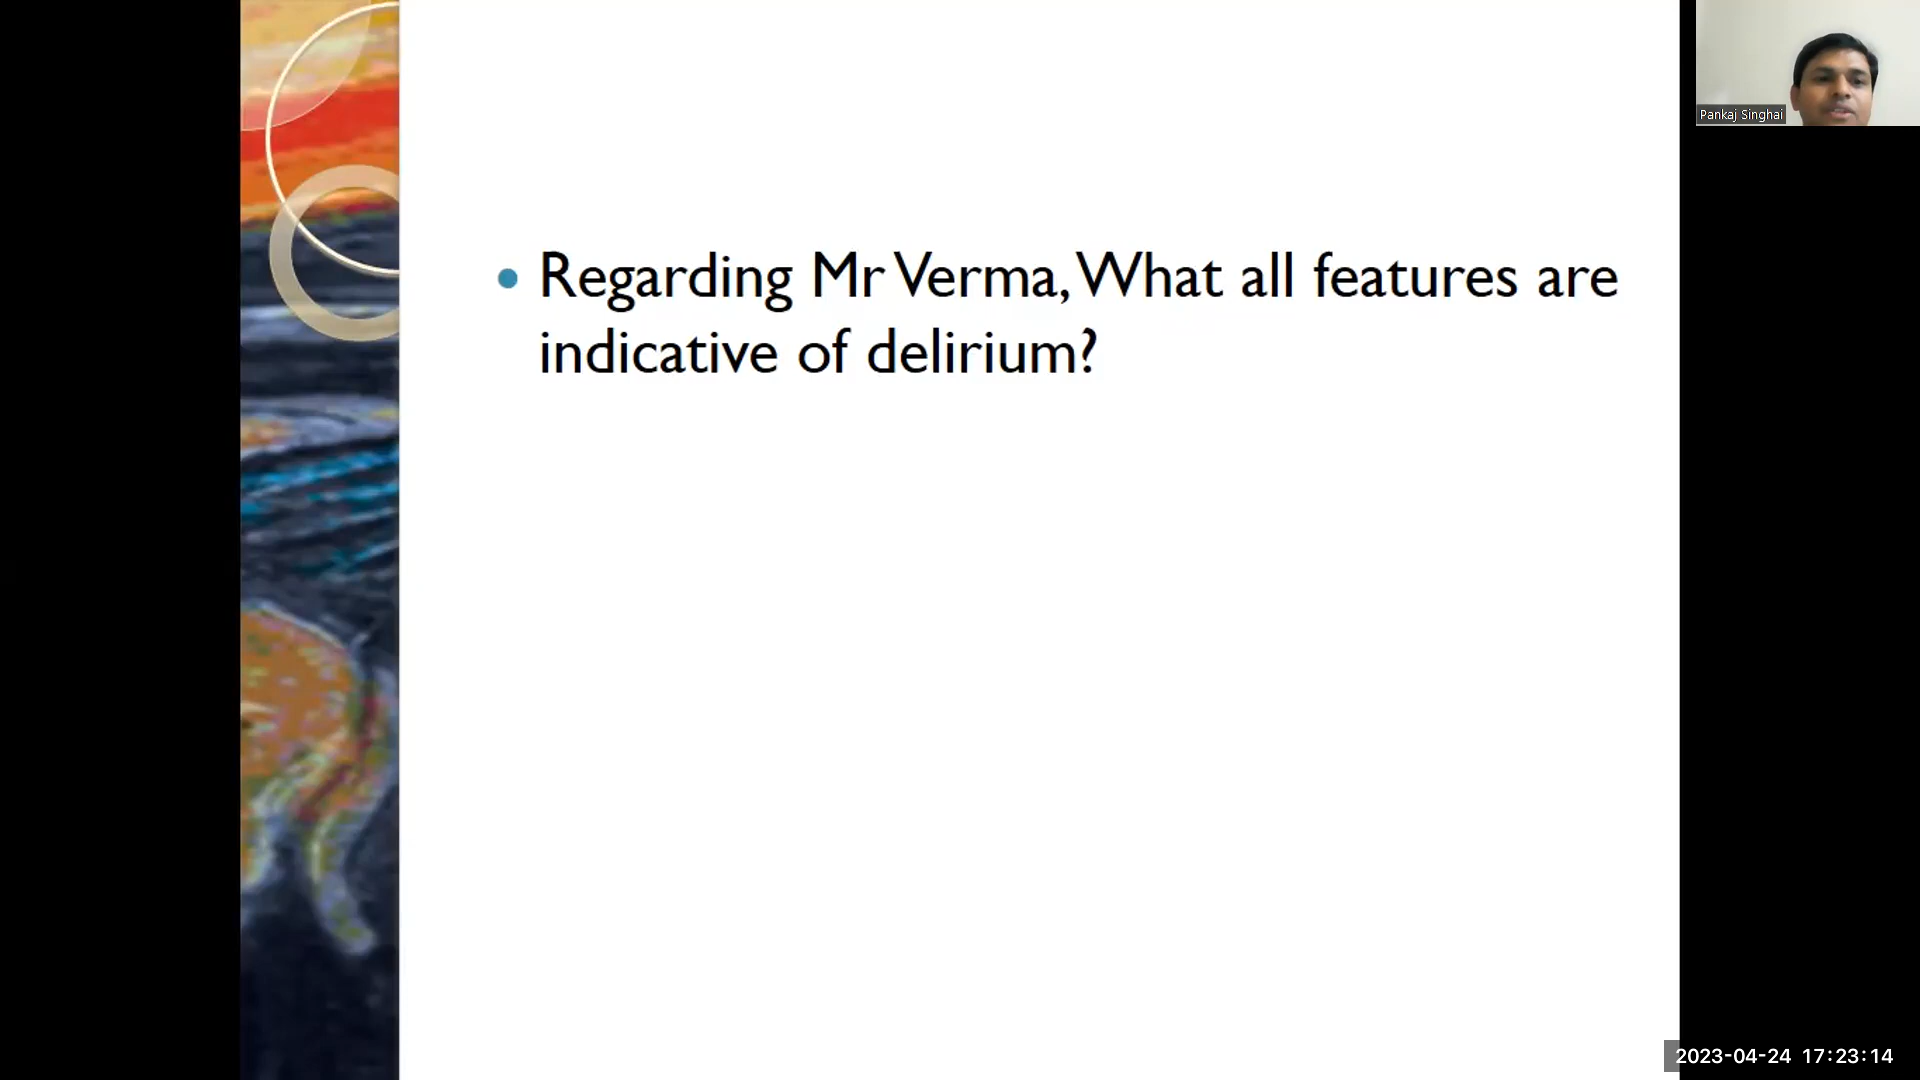 Pankaj Singhai
• Regarding Mr Verma, What all features are
indicative of delirium?
2023-04-24 17:23:14